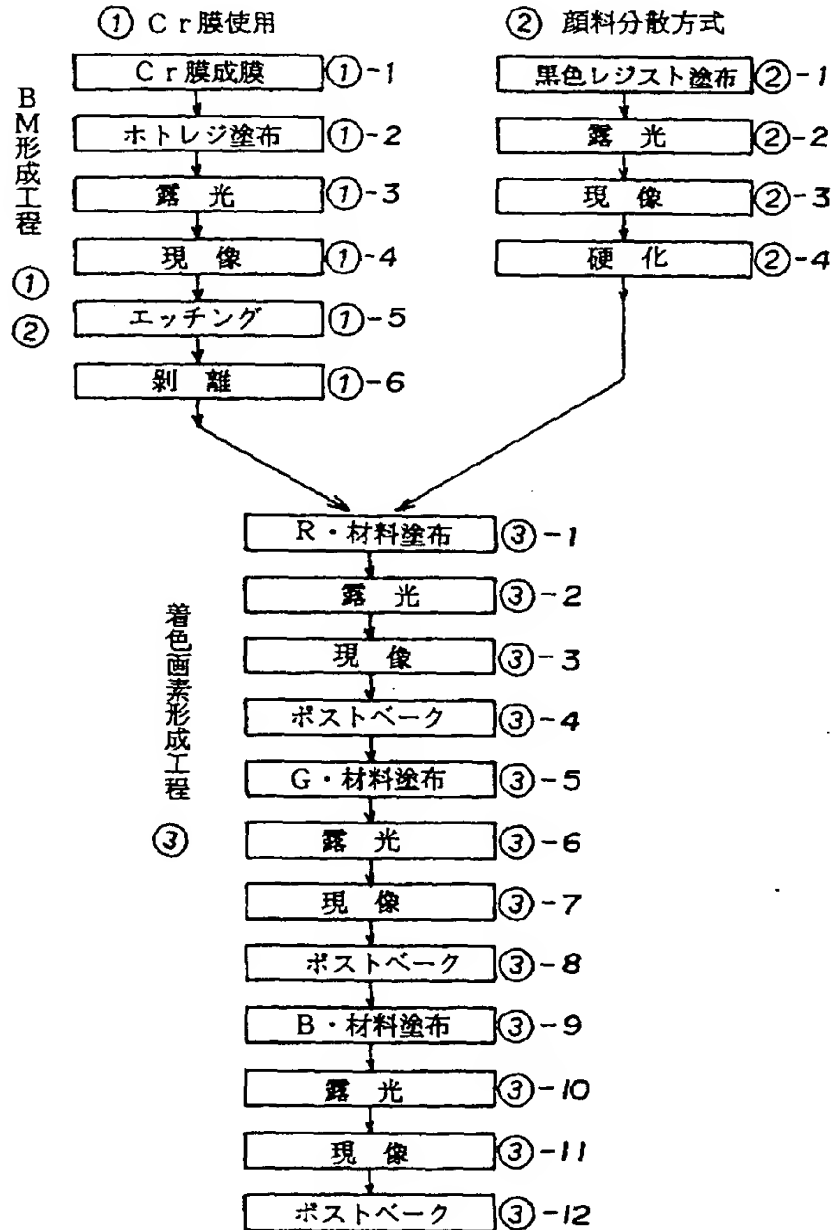 ① Cr膜使用
② 顔料分散方式
BM形成工程
①
②
Cr膜成膜 ①-1
ホトレジ塗布 ①-2
露 光 ①-3
現 像 ①-4
エッチング ①-5
剝 離 ①-6
黒色レジスト塗布 ②-1
露 光 ②-2
現 像 ②-3
硬 化 ②-4
着色画素形成工程
③
R・材料塗布 ③-1
露 光 ③-2
現 像 ③-3
ポストベーク ③-4
G・材料塗布 ③-5
露 光 ③-6
現 像 ③-7
ポストベーク ③-8
B・材料塗布 ③-9
露 光 ③-10
現 像 ③-11
ポストベーク ③-12